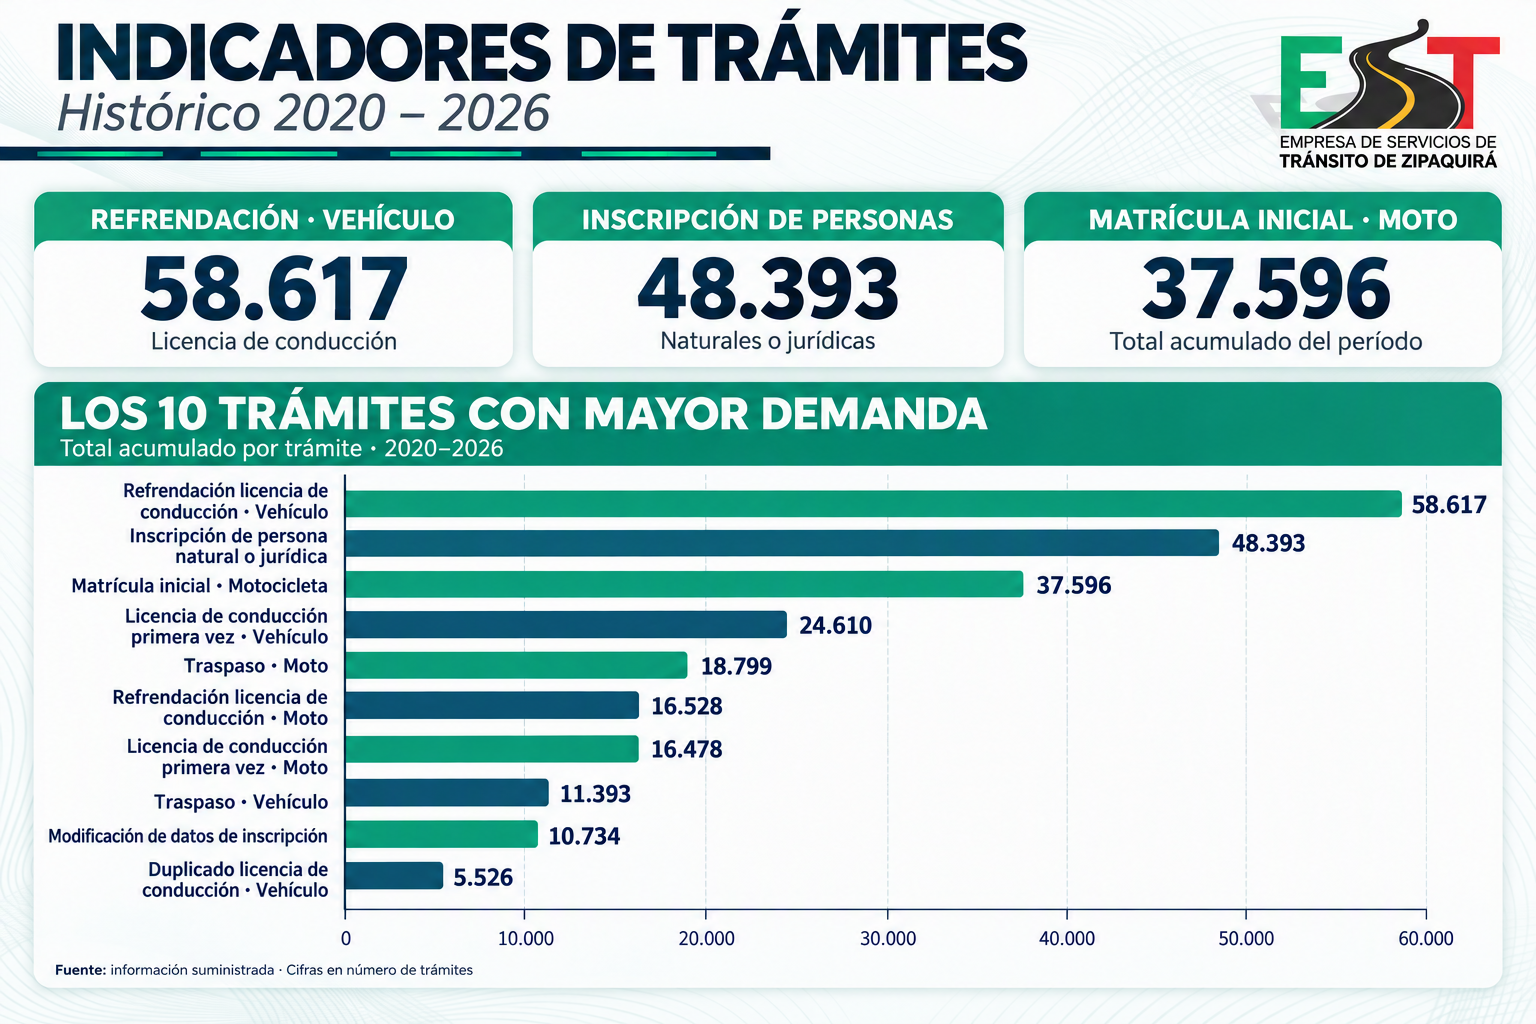 INDICADORES DE TRÁMITES
Histórico 2020 – 2026
EST
EMPRESA DE SERVICIOS DE
TRÁNSITO DE ZIPAQUIRÁ
REFRENDACIÓN · VEHÍCULO
58.617
Licencia de conducción
INSCRIPCIÓN DE PERSONAS
48.393
Naturales o jurídicas
MATRÍCULA INICIAL · MOTO
37.596
Total acumulado del período
LOS 10 TRÁMITES CON MAYOR DEMANDA
Total acumulado por trámite · 2020–2026
Refrendación licencia de
conducción · Vehículo
58.617
Inscripción de persona
natural o jurídica
48.393
Matrícula inicial · Motocicleta
37.596
Licencia de conducción
primera vez · Vehículo
24.610
Traspaso · Moto
18.799
Refrendación licencia de
conducción · Moto
16.528
Licencia de conducción
primera vez · Moto
16.478
Traspaso · Vehículo
11.393
Modificación de datos de inscripción
10.734
Duplicado licencia de
conducción · Vehículo
5.526
0 10.000 20.000 30.000 40.000 50.000 60.000
Fuente: información suministrada · Cifras en número de trámites